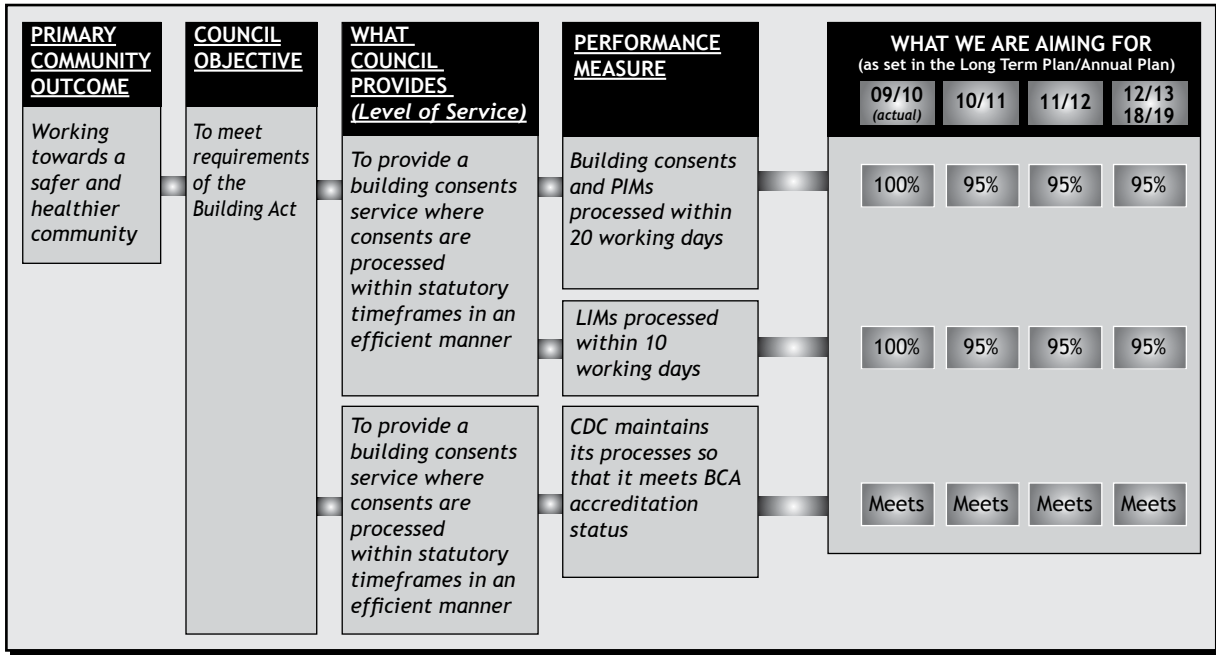 PRIMARY
COMMUNITY
OUTCOME
Working
towards a
safer and
healthier
community
COUNCIL
OBJECTIVE
To meet
requirements
of the
Building Act
WHAT
COUNCIL
PROVIDES
(Level of Service)
To provide a
building consents
service where
consents are
processed
within statutory
timeframes in an
efficient manner
To provide a
building consents
service where
consents are
processed
within statutory
timeframes in an
efficient manner
PERFORMANCE
MEASURE
Building consents
and PIMs
processed within
20 working days
LIMs processed
within 10
working days
CDC maintains
its processes so
that it meets BCA
accreditation
status
WHAT WE ARE AIMING FOR
(as set in the Long Term Plan/Annual Plan)
09/10
(actual)
10/11
11/12
12/13
18/19
100% 95% 95% 95%
100% 95% 95% 95%
Meets Meets Meets Meets